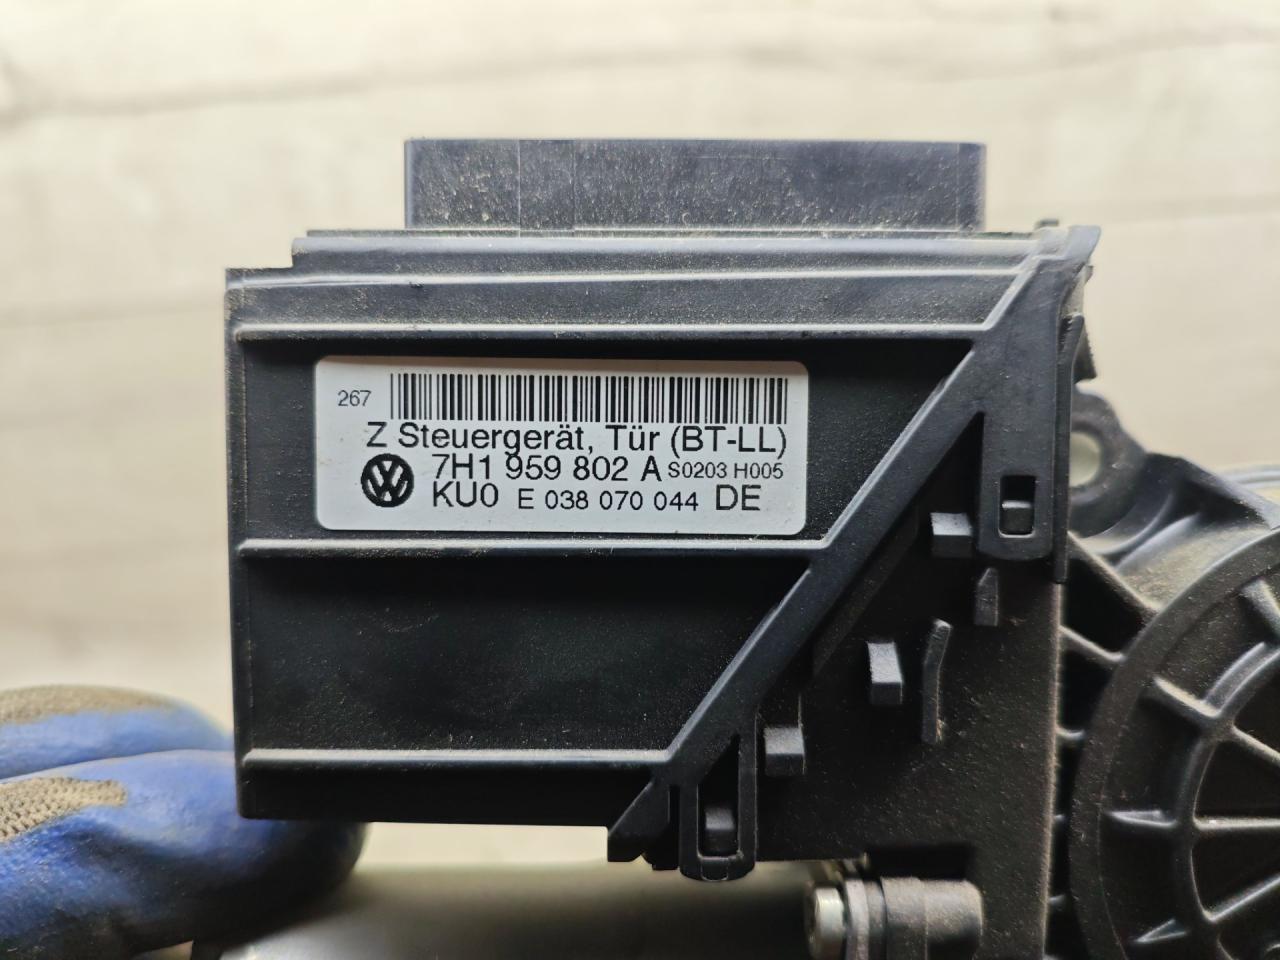 267
Z Steuergerät, Tür (BT-LL)
7H1 959 802 A S0203 H005
KU0 E 038 070 044 DE